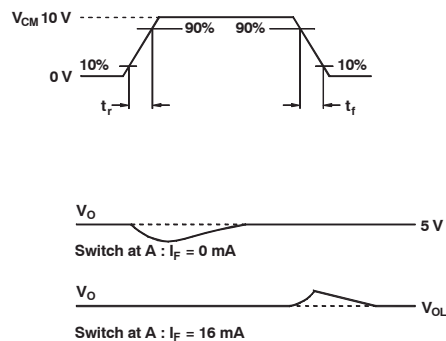 V_CM 10 V
90% 90%
10% 10%
0 V
t_r t_f
V_O
5 V
Switch at A : I_F = 0 mA
V_O
V_OL
Switch at A : I_F = 16 mA